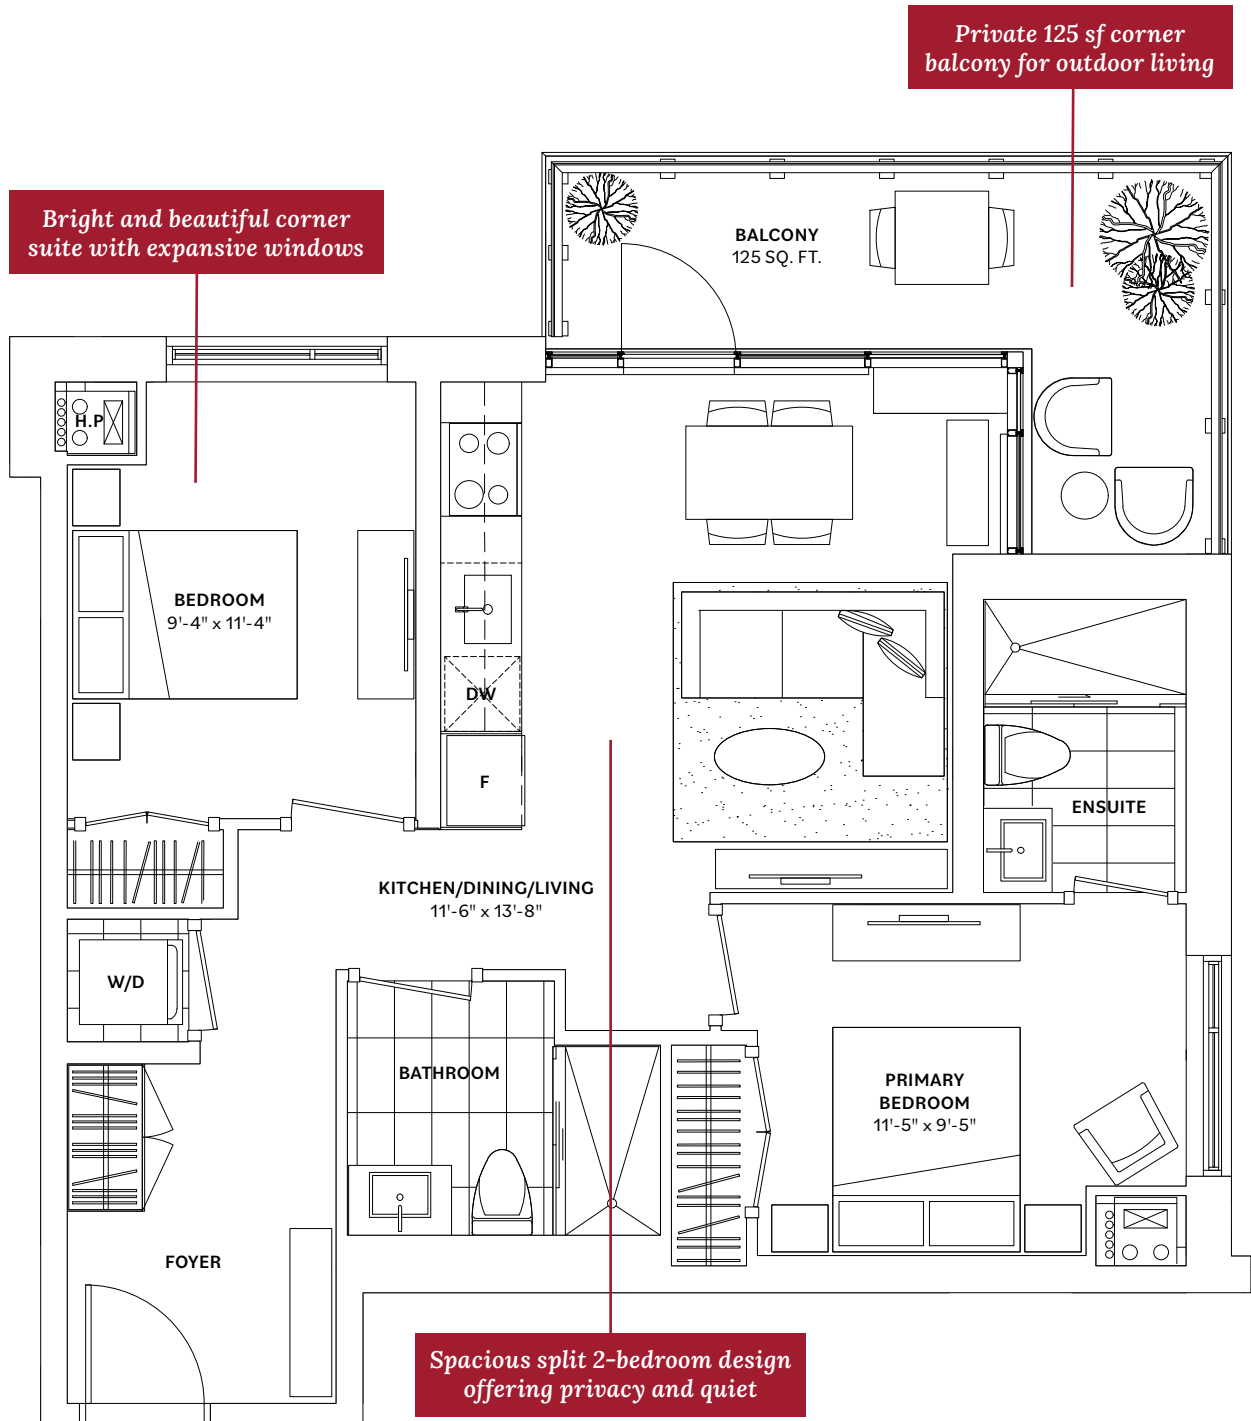 Private 125 sf corner
balcony for outdoor living
Bright and beautiful corner
suite with expansive windows
BALCONY
125 SQ. FT.
H.P
BEDROOM
9'-4" x 11'-4"
DW
F
ENSUITE
KITCHEN/DINING/LIVING
11'-6" x 13'-8"
W/D
BATHROOM
PRIMARY
BEDROOM
11'-5" x 9'-5"
FOYER
Spacious split 2-bedroom design
offering privacy and quiet